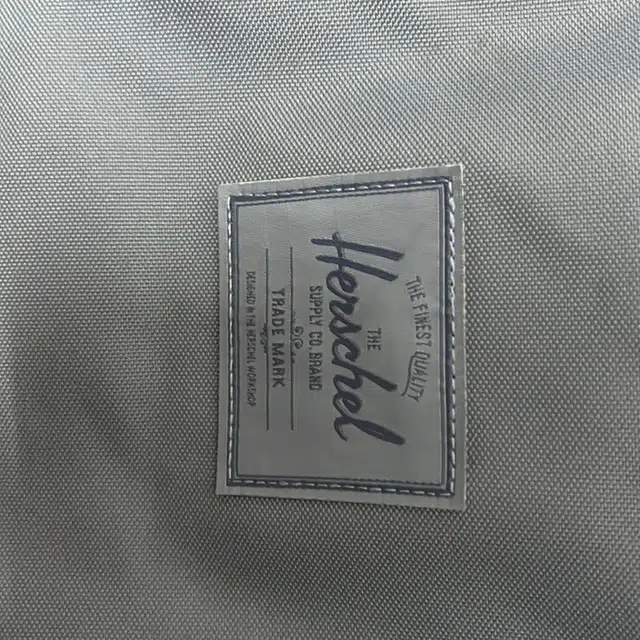 THE FINEST QUALITY
Herschel
THE
SUPPLY CO. BRAND
TRADE MARK
DESIGNED IN THE HERSCHEL WORKSHOP